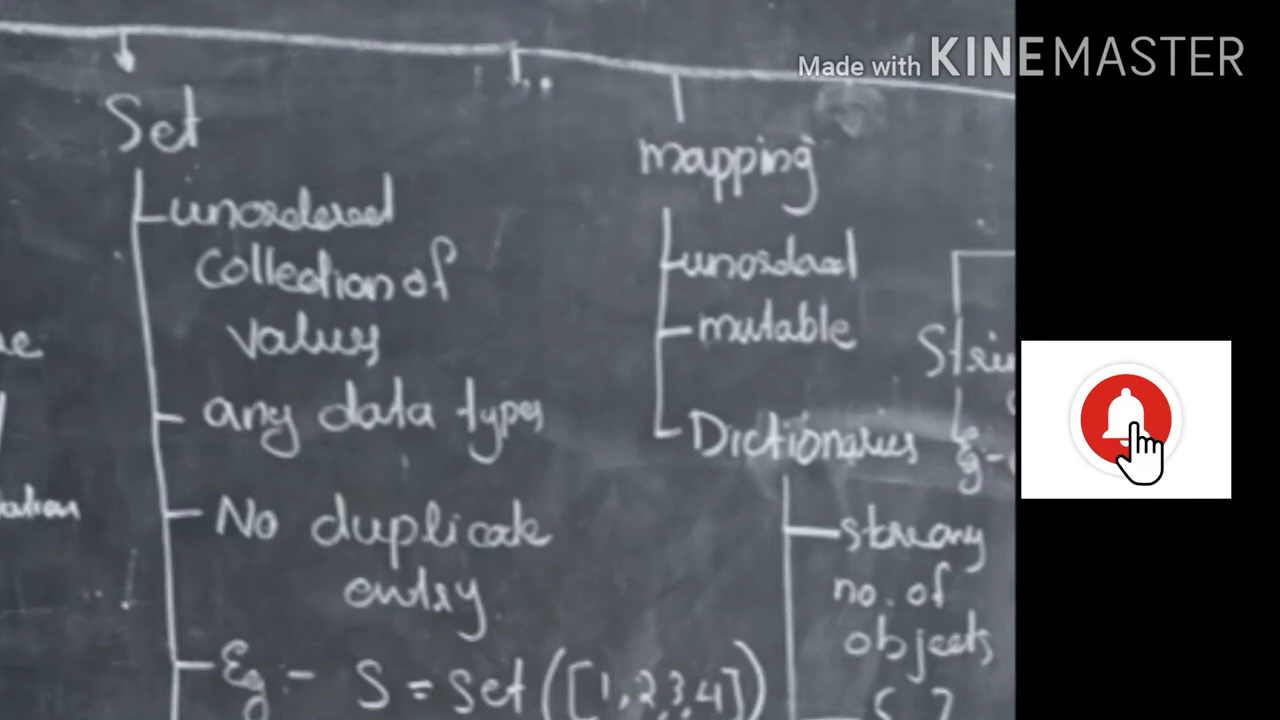 Made with KINEMASTER
Set
unordered
collection of
values
any data types
No duplicate
entry
Eg - S = Set ([1,2,3,4])
mapping
unordered
mutable
Dictionaries
no. of
objects